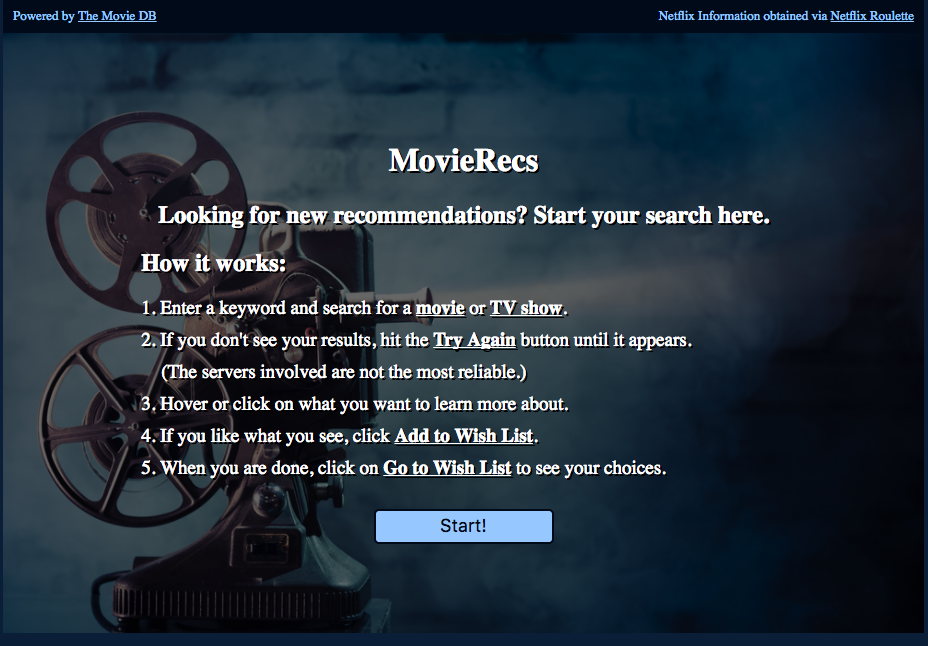 Powered by The Movie DB
Netflix Information obtained via Netflix Roulette
MovieRecs
Looking for new recommendations? Start your search here.
How it works:
1. Enter a keyword and search for a movie or TV show.
2. If you don't see your results, hit the Try Again button until it appears.
(The servers involved are not the most reliable.)
3. Hover or click on what you want to learn more about.
4. If you like what you see, click Add to Wish List.
5. When you are done, click on Go to Wish List to see your choices.
Start!